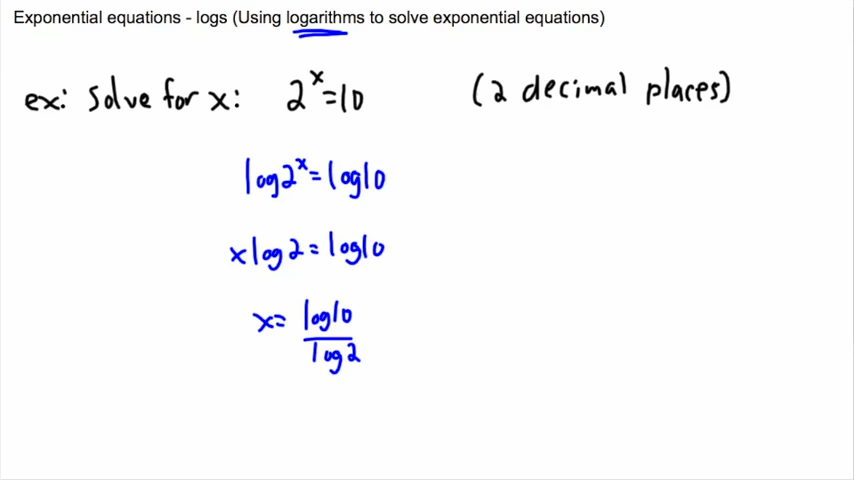 Exponential equations - logs (Using logarithms to solve exponential equations)
ex: solve for x: 2^x=10 (2 decimal places)
log2^x=log10
xlog2=log10
x= log10
log2